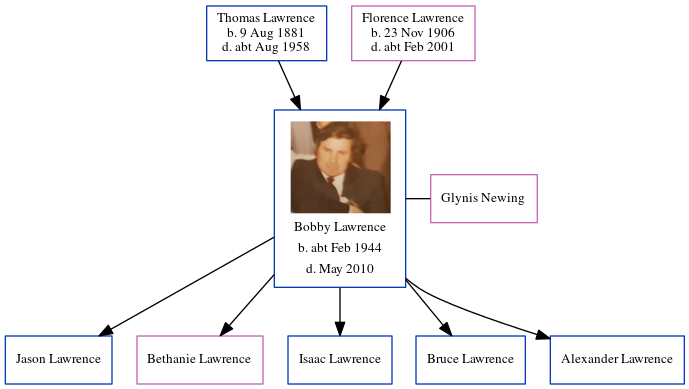 Thomas Lawrence
b. 9 Aug 1881
d. abt Aug 1958
Florence Lawrence
b. 23 Nov 1906
d. abt Feb 2001
Bobby Lawrence
b. abt Feb 1944
d. May 2010
Glynis Newing
Jason Lawrence
Bethanie Lawrence
Isaac Lawrence
Bruce Lawrence
Alexander Lawrence